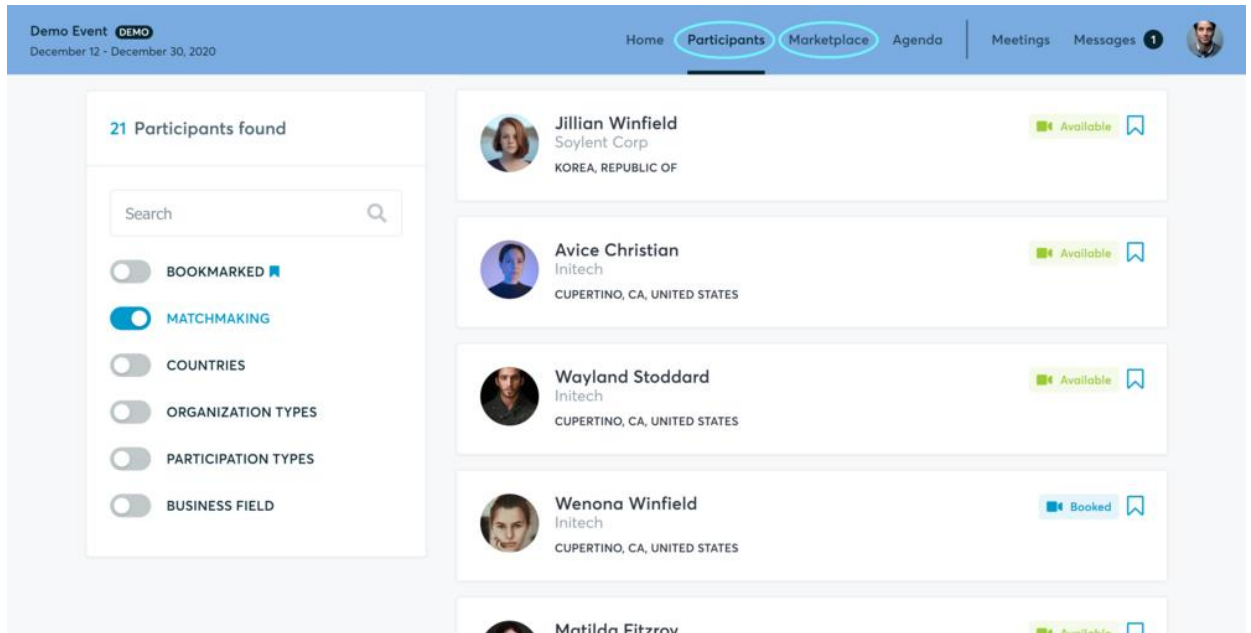 Demo Event DEMO
December 12 - December 30, 2020
Home Participants Marketplace Agenda Meetings Messages 1
21 Participants found
Search
BOOKMARKED
MATCHMAKING
COUNTRIES
ORGANIZATION TYPES
PARTICIPATION TYPES
BUSINESS FIELD
Jillian Winfield
Available
Soylent Corp
KOREA, REPUBLIC OF
Avice Christian
Available
Initech
CUPERTINO, CA, UNITED STATES
Wayland Stoddard
Available
Initech
CUPERTINO, CA, UNITED STATES
Wenona Winfield
Booked
Initech
CUPERTINO, CA, UNITED STATES
Matilda Fitzroy
Available